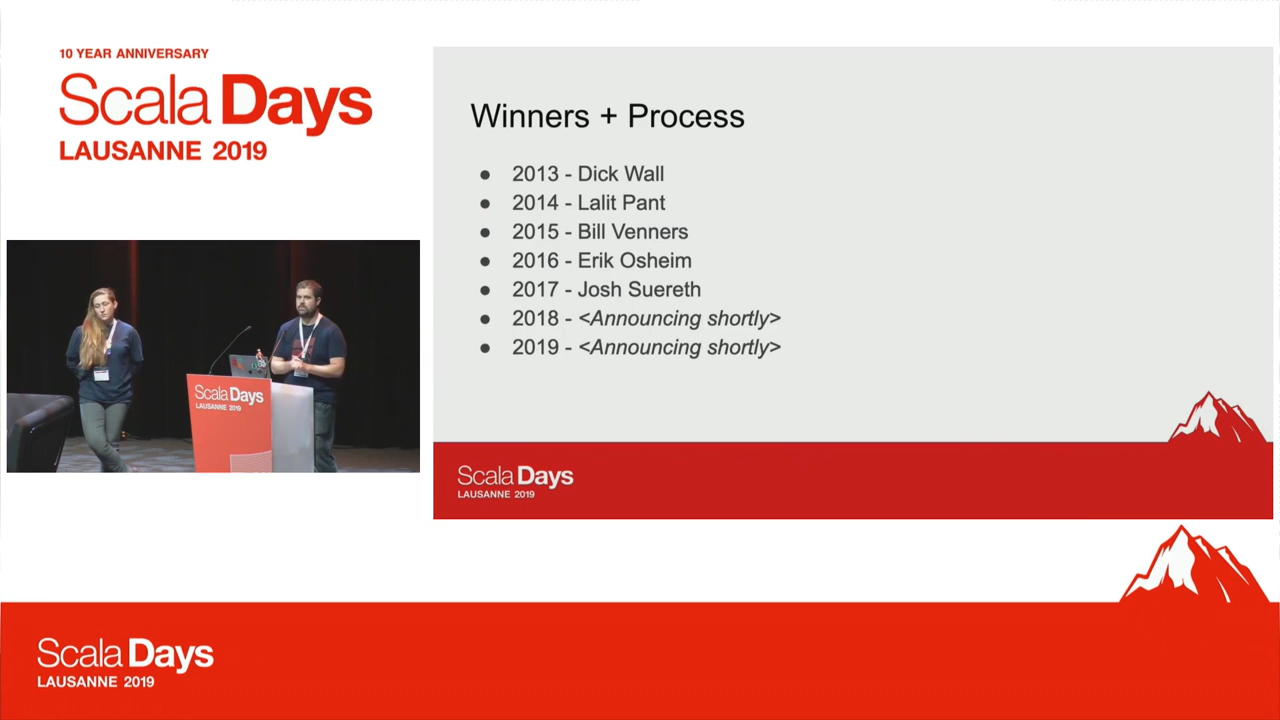 10 YEAR ANNIVERSARY
Scala Days
LAUSANNE 2019
Winners + Process
● 2013 - Dick Wall
● 2014 - Lalit Pant
● 2015 - Bill Venners
● 2016 - Erik Osheim
● 2017 - Josh Suereth
● 2018 - <Announcing shortly>
● 2019 - <Announcing shortly>
Scala Days
LAUSANNE 2019
Scala Days
LAUSANNE 2019
Scala Days
LAUSANNE 2019